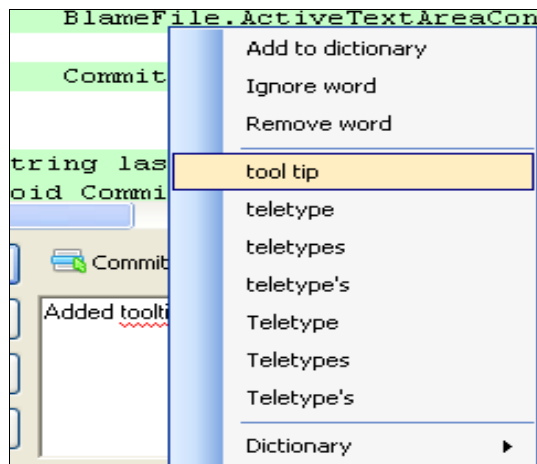 BlameFile.ActiveTextAreaCon
Add to dictionary
Commit
Ignore word
Remove word
tring las
tool tip
oid Commi
teletype
teletypes
Commit
teletype's
Added toolti
Teletype
Teletypes
Teletype's
Dictionary